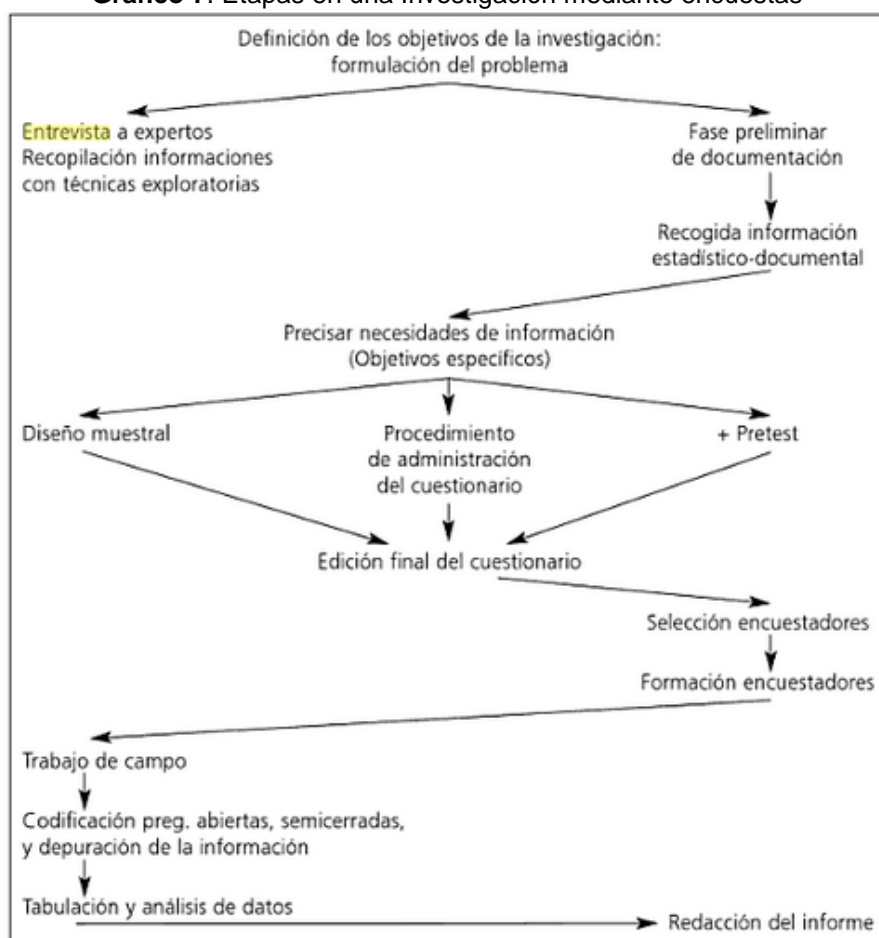 Gráfico 1: Etapas en una investigación mediante encuestas
Definición de los objetivos de la investigación:
formulación del problema
Entrevista a expertos
Recopilación informaciones
con técnicas exploratorias
Fase preliminar
de documentación
Recogida información
estadístico-documental
Precisar necesidades de información
(Objetivos específicos)
Diseño muestral
Procedimiento
de administración
del cuestionario
+ Pretest
Edición final del cuestionario
Selección encuestadores
Formación encuestadores
Trabajo de campo
Codificación preg. abiertas, semicerradas,
y depuración de la información
Tabulación y análisis de datos
Redacción del informe